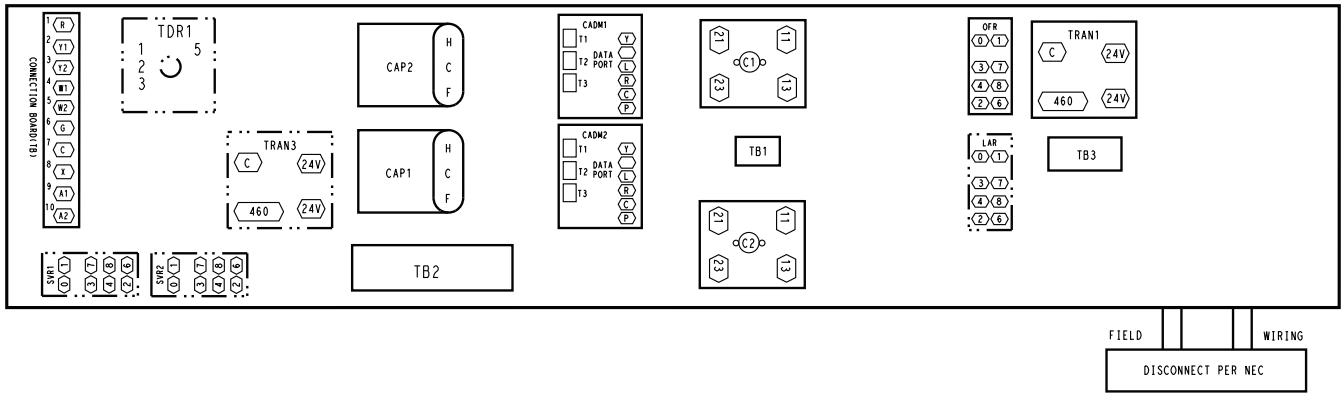 CONNECTION BOARD(TB)
1 R
2 Y1
3 Y2
4 W1
5 W2
6 G
7 C
8 X
9 A1
10 A2
TDR1
1 5
2
3
TRAN3
C 24V
460 24V
SVR1
1 7 8 6
0 3 4 2
SVR2
1 7 8 6
0 3 4 2
CAP2
H
C
F
CAP1
H
C
F
TB2
CADM1
T1
T2
T3
DATA
PORT
Y
L
R
C
P
CADM2
T1
T2
T3
DATA
PORT
Y
L
R
C
P
21 11
C1
23 13
TB1
21 11
C2
23 13
OFR
0 1
3 7
4 8
2 6
LAR
0 1
3 7
4 8
2 6
TRAN1
C 24V
460 24V
TB3
FIELD WIRING
DISCONNECT PER NEC